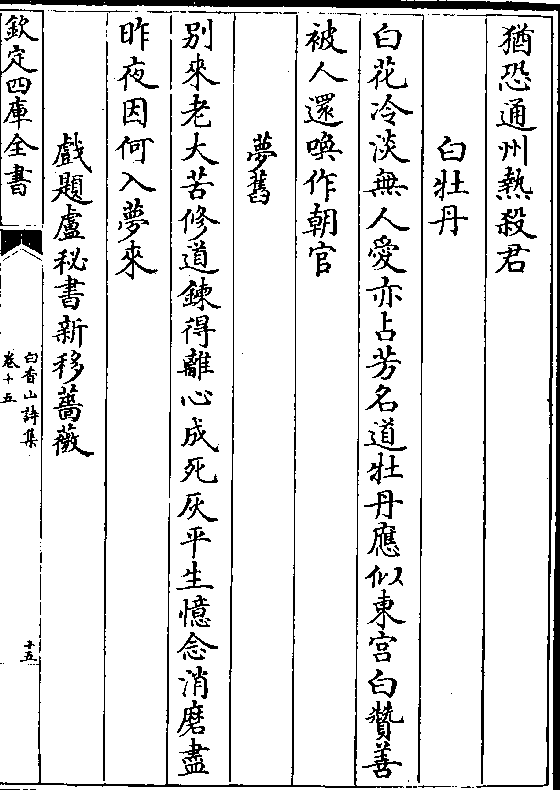 猶恐通州熱殺君
白牡丹
白花冷淡無人愛亦占芳名道牡丹應似東宮白贊善
被人還喚作朝官
夢舊
別來老大苦修道鍊得離心成死灰平生憶念消磨盡
昨夜因何入夢來
戲題盧秘書新移薔薇
欽定四庫全書
白香山詩集
卷十五
十五